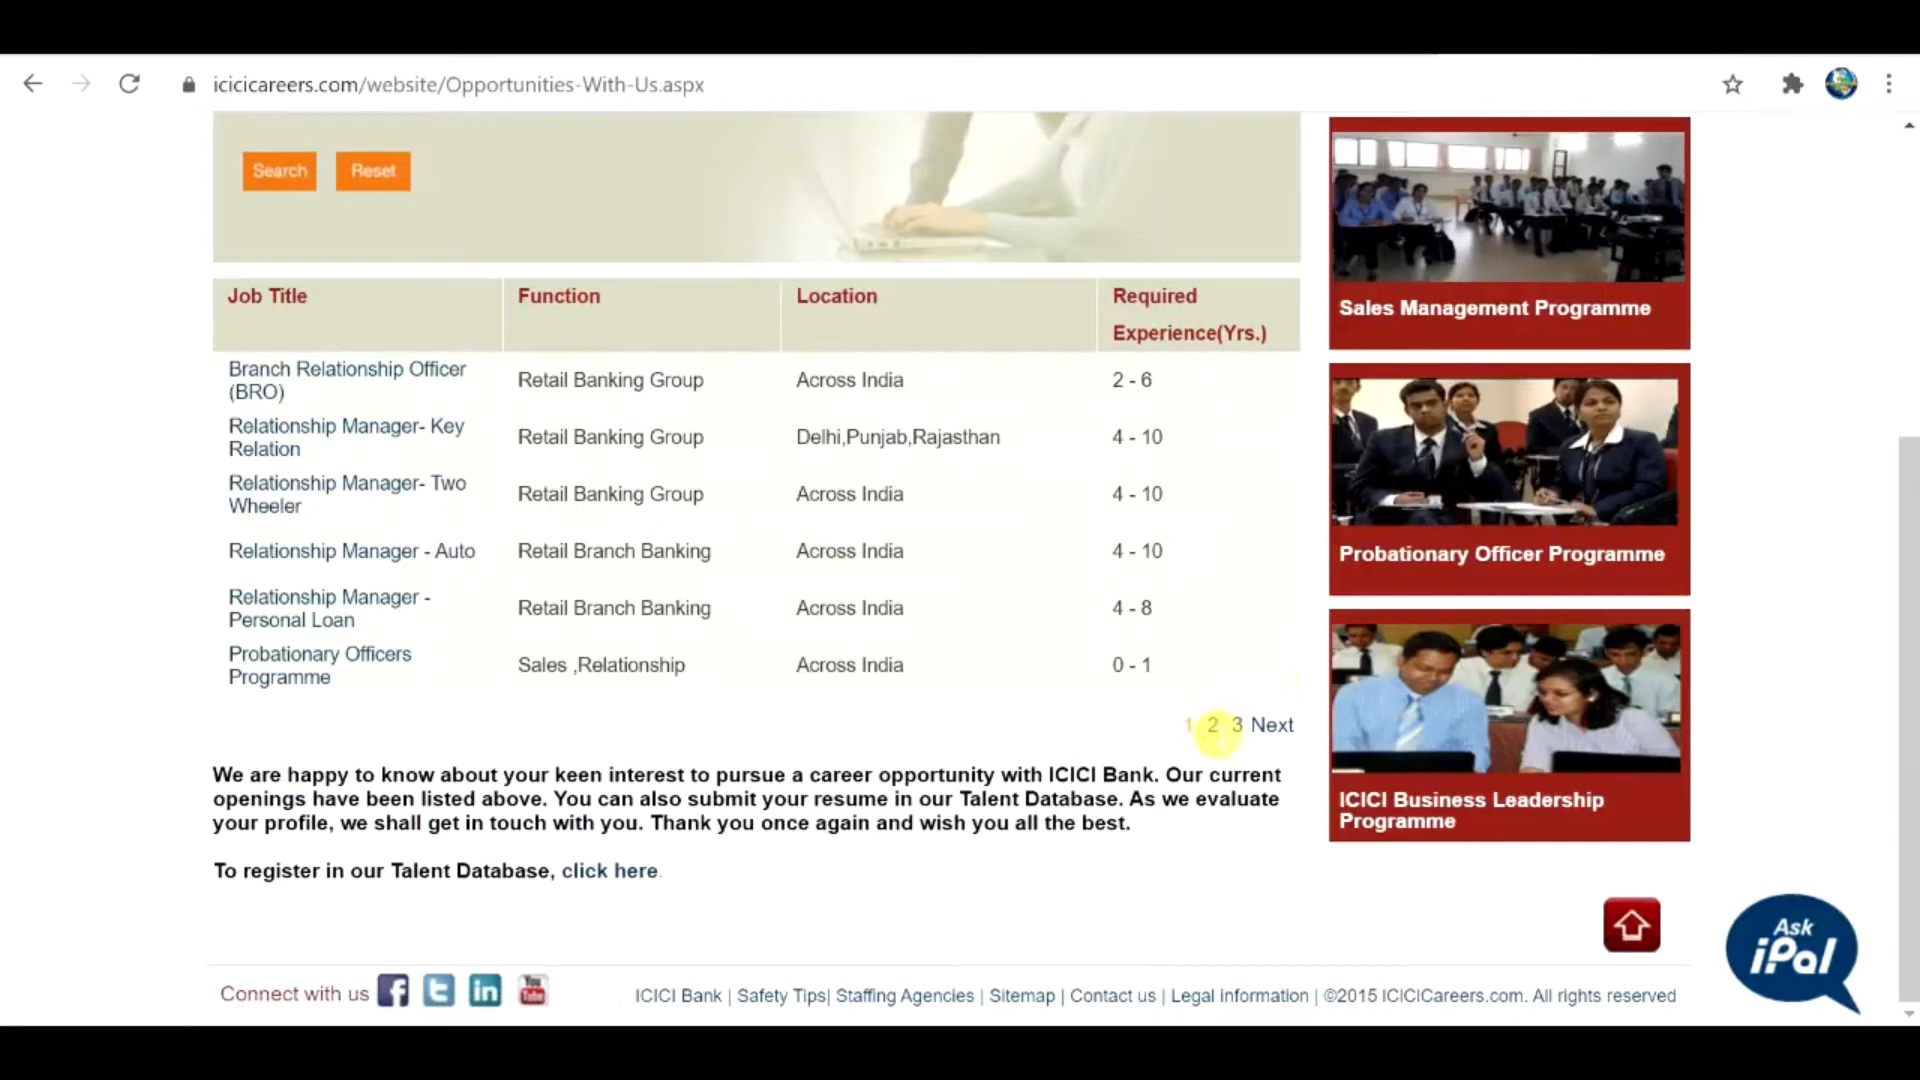 icicicareers.com/website/Opportunities-With-Us.aspx
Search Reset
Job Title Function Location Required Experience(Yrs.)
Branch Relationship Officer (BRO) Retail Banking Group Across India 2 - 6
Relationship Manager- Key Relation Retail Banking Group Delhi,Punjab,Rajasthan 4 - 10
Relationship Manager- Two Wheeler Retail Banking Group Across India 4 - 10
Relationship Manager - Auto Retail Branch Banking Across India 4 - 10
Relationship Manager - Personal Loan Retail Branch Banking Across India 4 - 8
Probationary Officers Programme Sales ,Relationship Across India 0 - 1
1 2 3 Next
We are happy to know about your keen interest to pursue a career opportunity with ICICI Bank. Our current
openings have been listed above. You can also submit your resume in our Talent Database. As we evaluate
your profile, we shall get in touch with you. Thank you once again and wish you all the best.
To register in our Talent Database, click here.
Sales Management Programme
Probationary Officer Programme
ICICI Business Leadership
Programme
Ask
iPal
Connect with us f t in You Tube ICICI Bank | Safety Tips| Staffing Agencies | Sitemap | Contact us | Legal information | ©2015 ICICICareers.com. All rights reserved